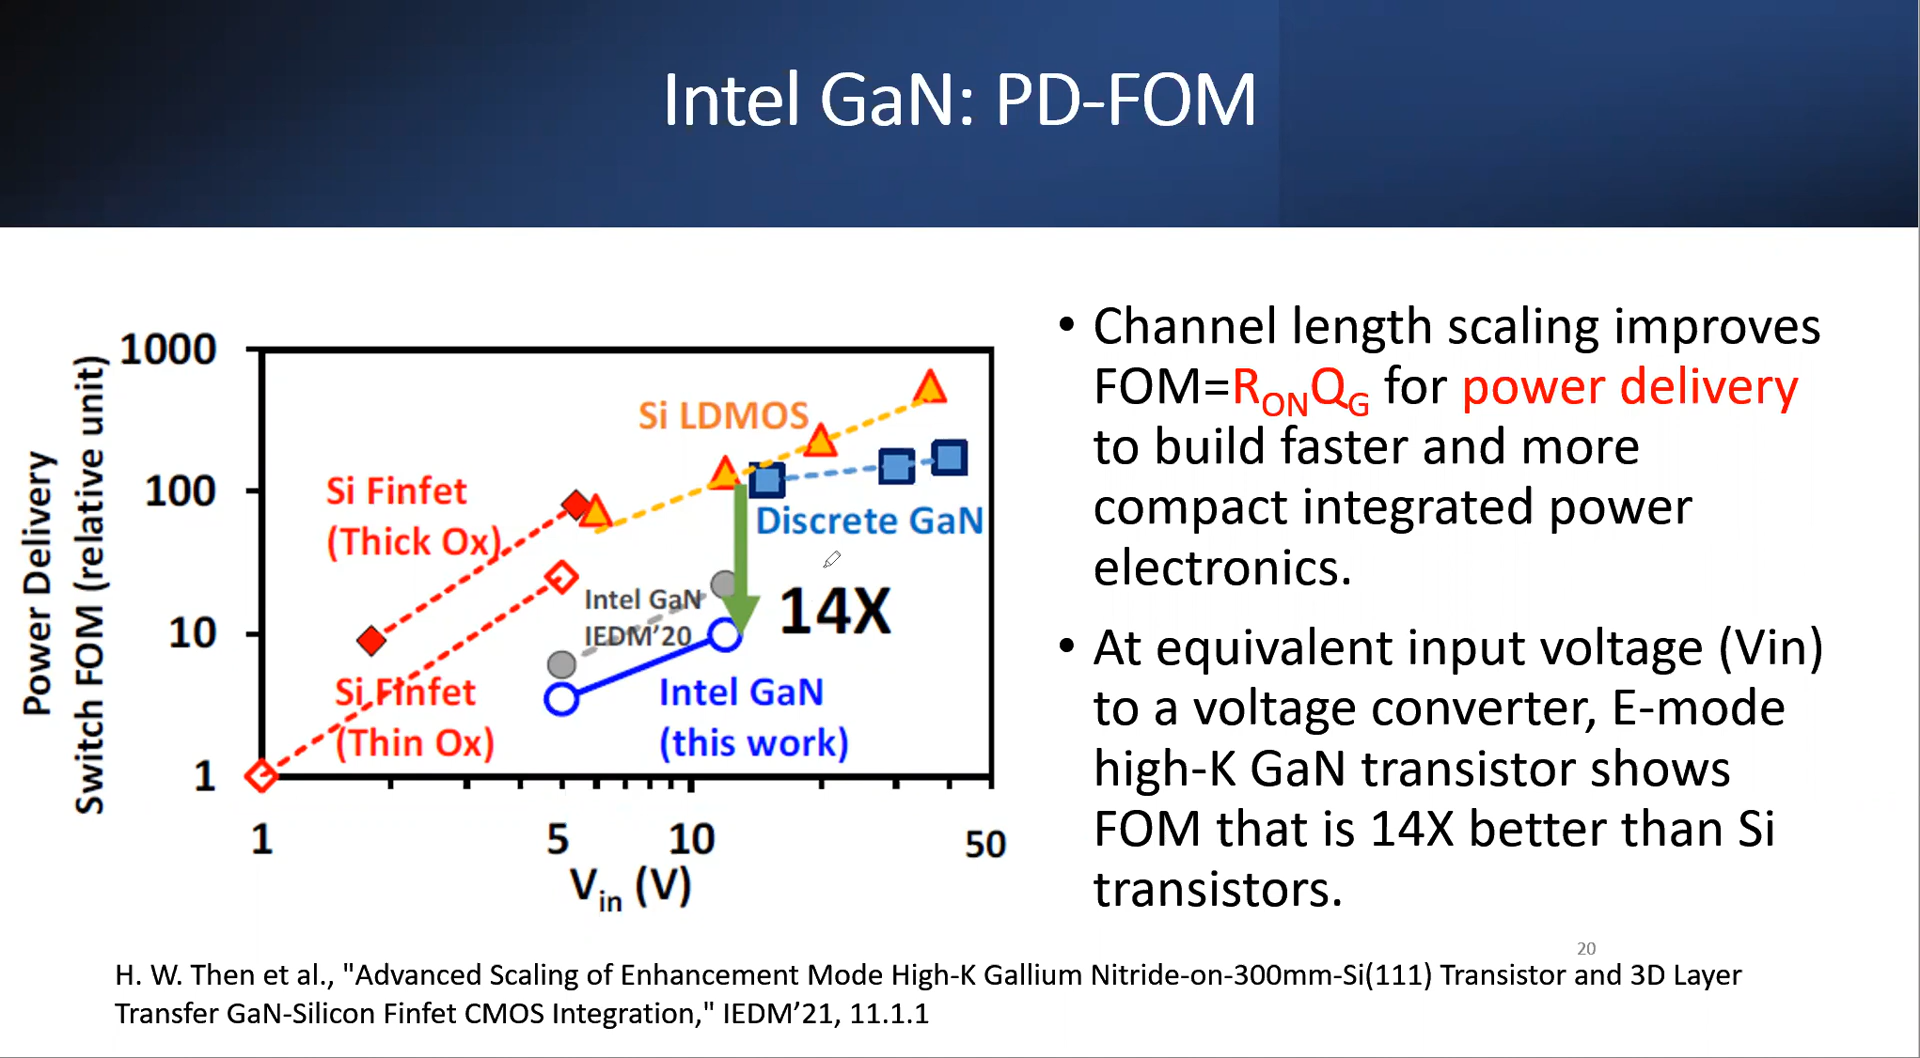 Intel GaN: PD-FOM
Power Delivery
Switch FOM (relative unit)
1000
100
10
1
Si LDMOS
Si Finfet
(Thick Ox)
Discrete GaN
Intel GaN
IEDM'20
14X
Si Finfet
(Thin Ox)
Intel GaN
(this work)
1
5
10
50
Vin (V)
• Channel length scaling improves
FOM=RONQG for power delivery
to build faster and more
compact integrated power
electronics.
• At equivalent input voltage (Vin)
to a voltage converter, E-mode
high-K GaN transistor shows
FOM that is 14X better than Si
transistors.
20
H. W. Then et al., "Advanced Scaling of Enhancement Mode High-K Gallium Nitride-on-300mm-Si(111) Transistor and 3D Layer
Transfer GaN-Silicon Finfet CMOS Integration," IEDM'21, 11.1.1